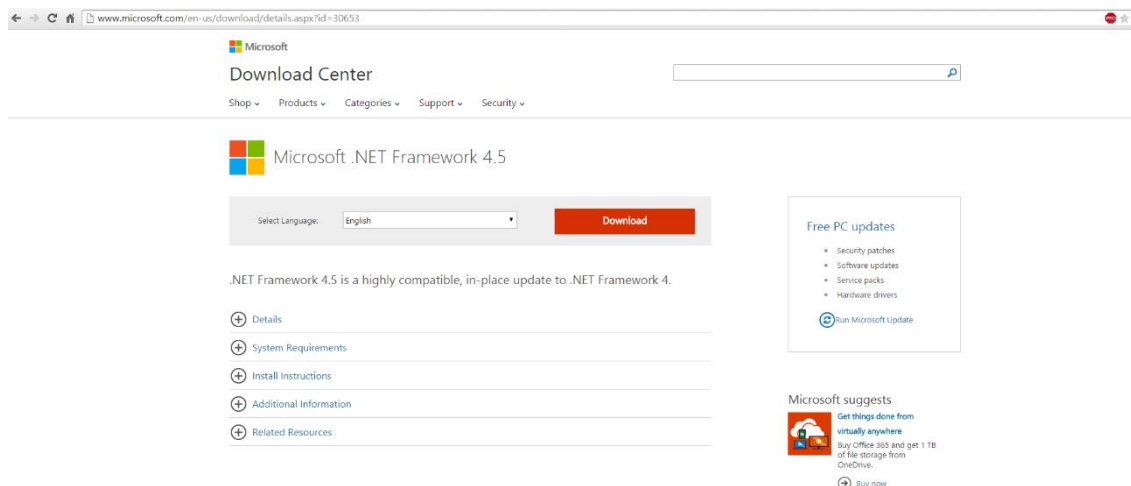 www.microsoft.com/en-us/download/details.aspx?id=30653
Microsoft
Download Center
Shop Products Categories Support Security
Microsoft .NET Framework 4.5
Select Language: English Download
.NET Framework 4.5 is a highly compatible, in-place update to .NET Framework 4.
Details
System Requirements
Install Instructions
Additional Information
Related Resources
Free PC updates
Security patches
Software updates
Service packs
Hardware drivers
Run Microsoft Update
Microsoft suggests
Get things done from
virtually anywhere
Buy Office 365 and get 1 TB
of file storage from
OneDrive.
Buy now